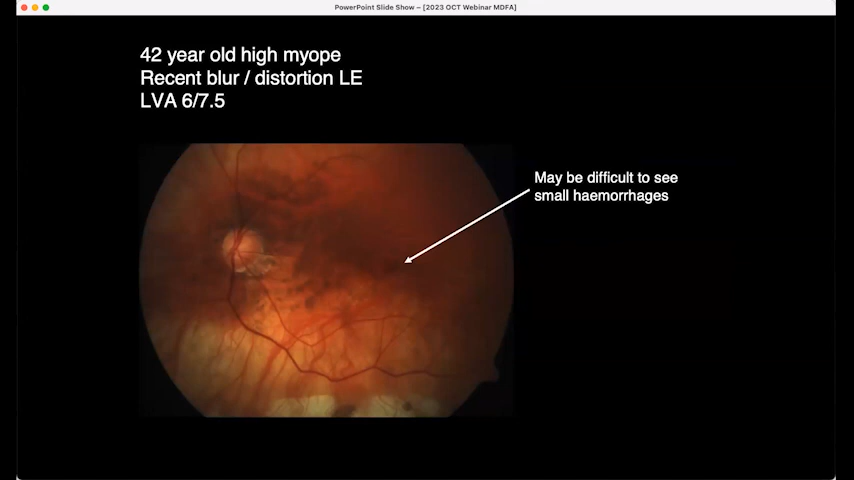 PowerPoint Slide Show – [2023 OCT Webinar MDFA]
42 year old high myope
Recent blur / distortion LE
LVA 6/7.5
May be difficult to see
small haemorrhages